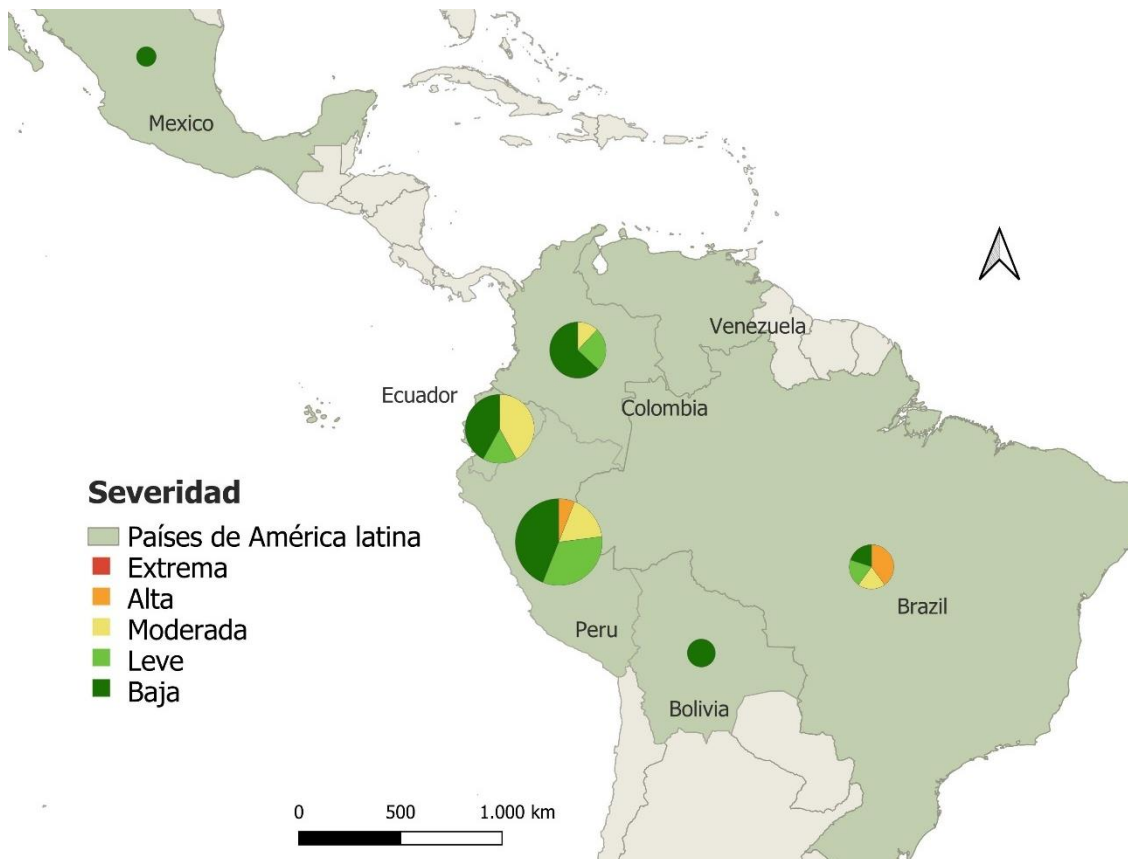 Mexico
Venezuela
Ecuador
Colombia
Severidad
Países de América latina
Extrema
Alta
Moderada
Leve
Baja
Brazil
Peru
Bolivia
0 500 1.000 km